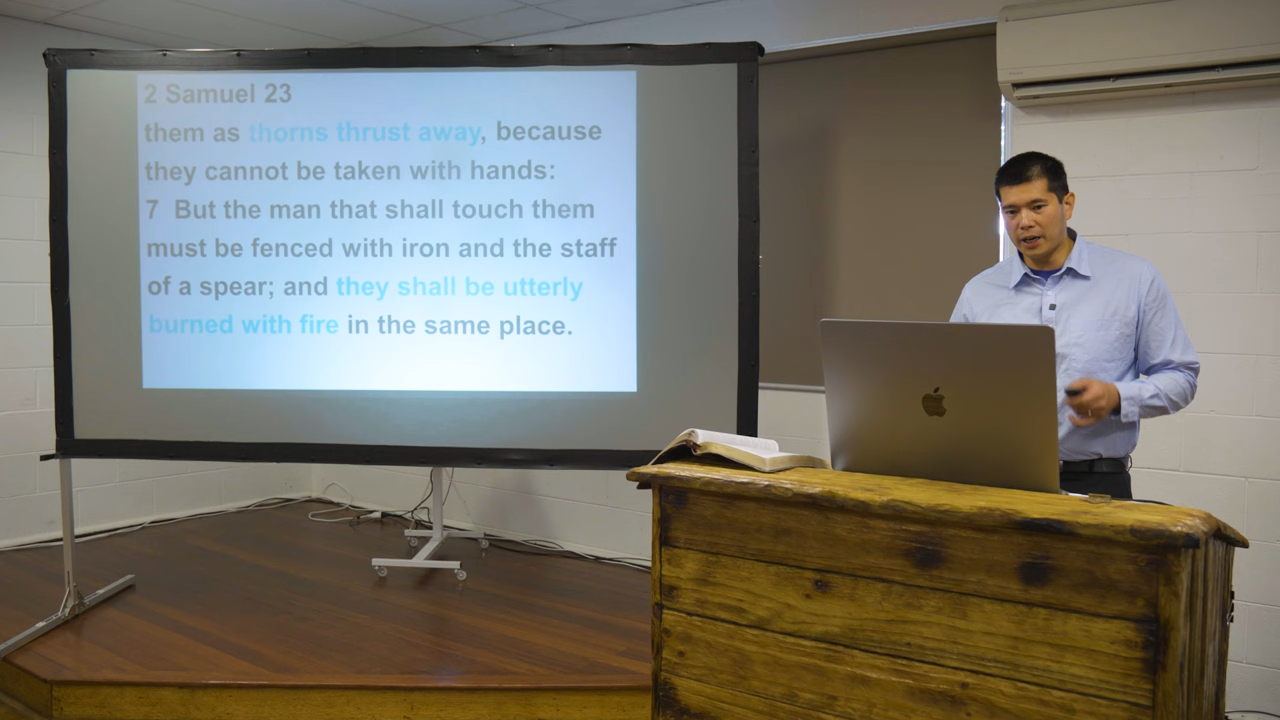 2 Samuel 23
them as thorns thrust away, because
they cannot be taken with hands:
7 But the man that shall touch them
must be fenced with iron and the staff
of a spear; and they shall be utterly
burned with fire in the same place.